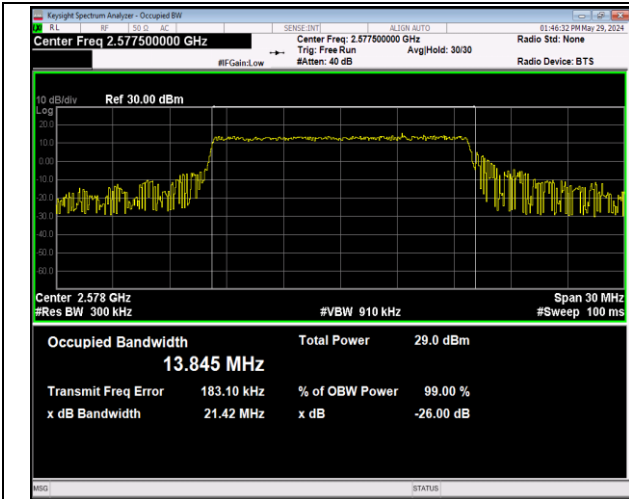 Keysight Spectrum Analyzer - Occupied BW
RL RF 50 Ω AC SENSE:INT ALIGN AUTO 01:46:32 PM May 29, 2024
Center Freq 2.577500000 GHz Center Freq: 2.577500000 GHz Radio Std: None
Trig: Free Run Avg|Hold: 30/30
#IFGain:Low #Atten: 40 dB Radio Device: BTS
10 dB/div Ref 30.00 dBm
Log
20.0
10.0
0.00
-10.0
-20.0
-30.0
-40.0
-50.0
-60.0
Center 2.578 GHz Span 30 MHz
#Res BW 300 kHz #VBW 910 kHz #Sweep 100 ms
Occupied Bandwidth Total Power 29.0 dBm
13.845 MHz
Transmit Freq Error 183.10 kHz % of OBW Power 99.00 %
x dB Bandwidth 21.42 MHz x dB -26.00 dB
MSG STATUS